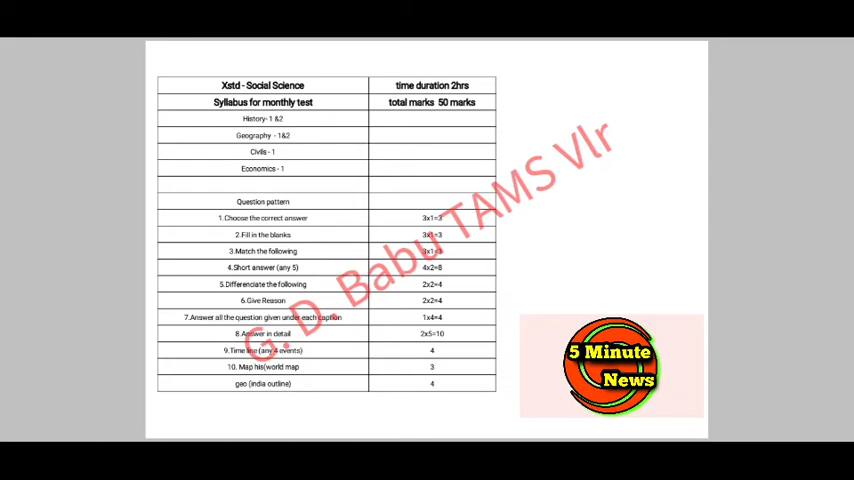 Xstd - Social Science time duration 2hrs
Syllabus for monthly test total marks 50 marks
History- 1 &2
Geography - 1&2
Civils - 1
Economics - 1
Question pattern
1.Choose the correct answer 3x1=3
2.Fill in the blanks 3x1=3
3.Match the following 3x1=3
4.Short answer (any 5) 4x2=8
5.Differenciate the following 2x2=4
6.Give Reason 2x2=4
7.Answer all the question given under each caption 1x4=4
8.Answer in detail 2x5=10
9.Time line (any 4 events) 4
10. Map his(world map 3
geo (india outline) 4
G. D. Babu TAMS Vlr
5 Minute
News